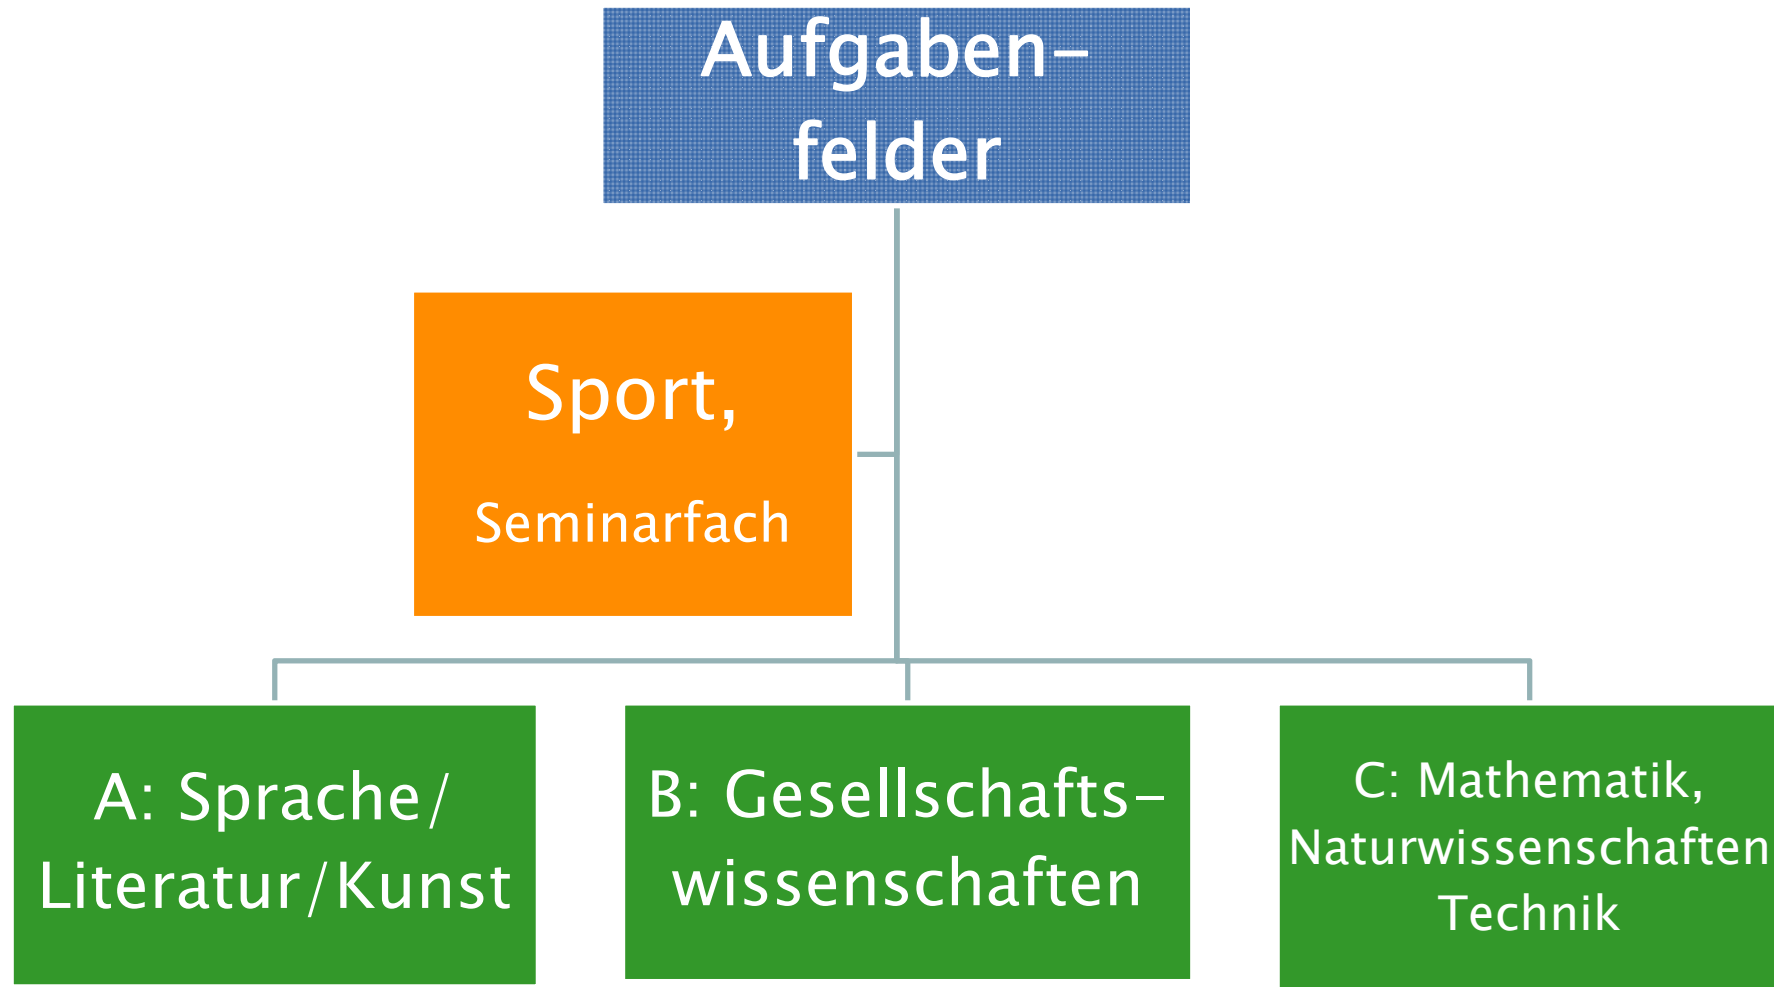 Aufgaben-
felder
Sport,
Seminarfach
A: Sprache/
Literatur/Kunst
B: Gesellschafts-
wissenschaften
C: Mathematik,
Naturwissenschaften
Technik